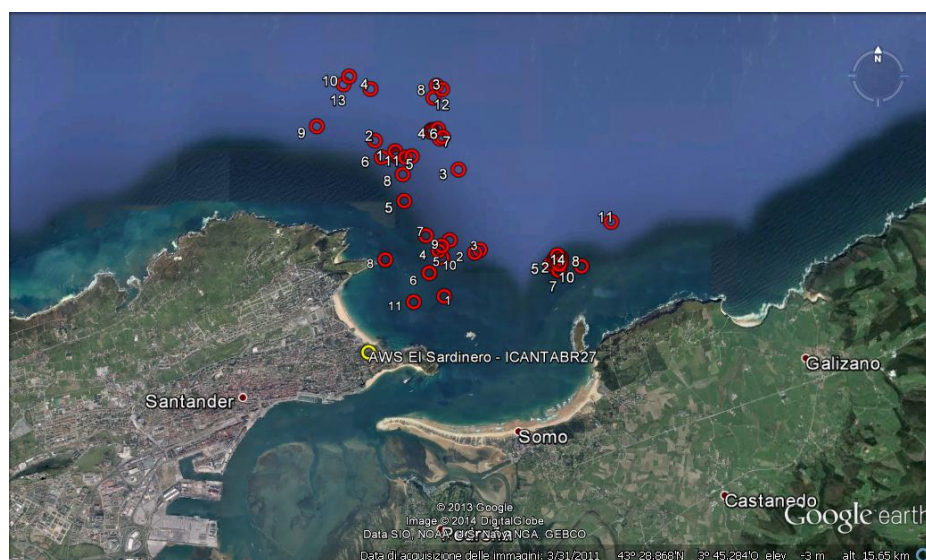 N
10 4 8 3
13 12
9
2 4 6 7
1
6 11 5
8 3
5
11
7
9 3
4 2 14
8 5 10 5 2 8
6 10
7
11 1
AWS El Sardinero - ICANTABR27
Galizano
Santander
Somo
Castanedo
© 2013 Google
Image © 2014 DigitalGlobe
Data SIO, NOAA, U.S. Navy, NGA, GEBCO
Google earth
Data di acquisizione delle immagini: 3/31/2011 43° 28.868'N 3° 45.284'O elev -3 m alt 15.65 km